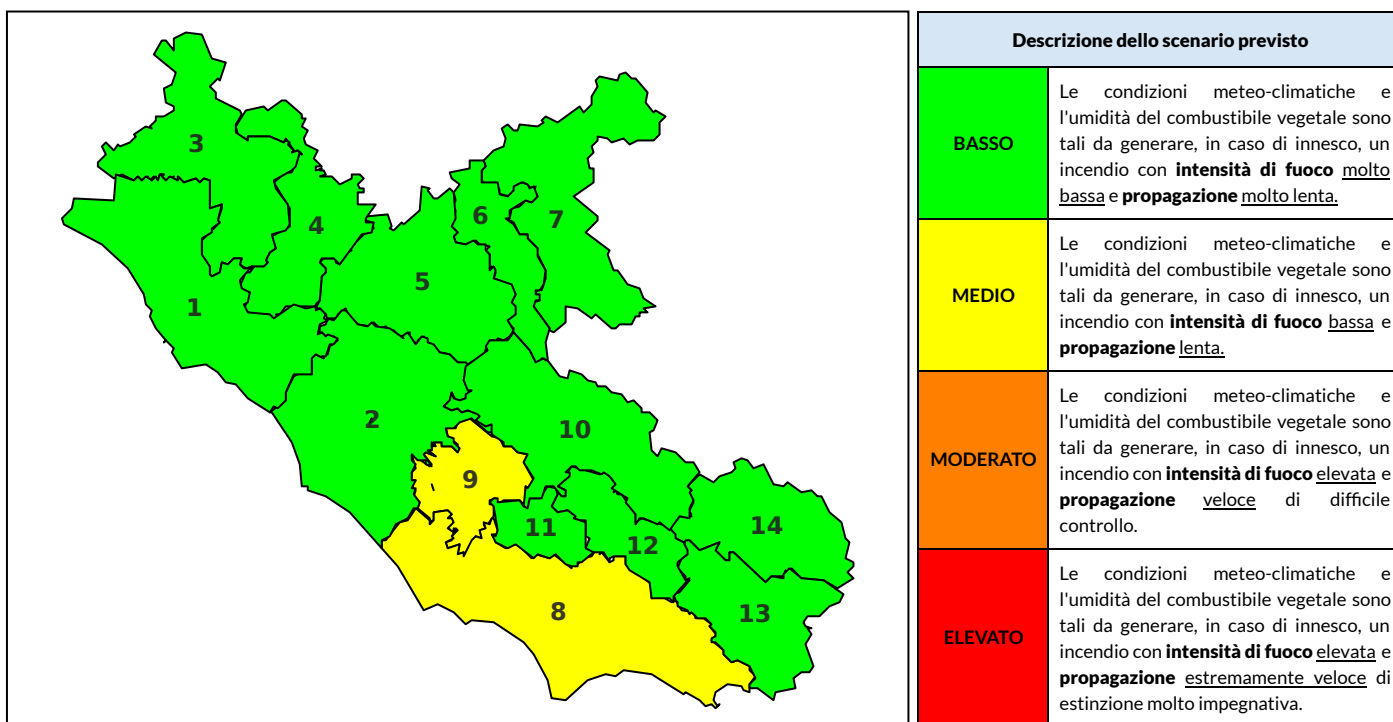 3
4
6
7
5
1
2
10
9
11
12
14
8
13
Descrizione dello scenario previsto
BASSO
Le condizioni meteo-climatiche e
l'umidità del combustibile vegetale sono
tali da generare, in caso di innesco, un
incendio con intensità di fuoco molto
bassa e propagazione molto lenta.
MEDIO
Le condizioni meteo-climatiche e
l'umidità del combustibile vegetale sono
tali da generare, in caso di innesco, un
incendio con intensità di fuoco bassa e
propagazione lenta.
MODERATO
Le condizioni meteo-climatiche e
l'umidità del combustibile vegetale sono
tali da generare, in caso di innesco, un
incendio con intensità di fuoco elevata e
propagazione veloce di difficile
controllo.
ELEVATO
Le condizioni meteo-climatiche e
l'umidità del combustibile vegetale sono
tali da generare, in caso di innesco, un
incendio con intensità di fuoco elevata e
propagazione estremamente veloce di
estinzione molto impegnativa.